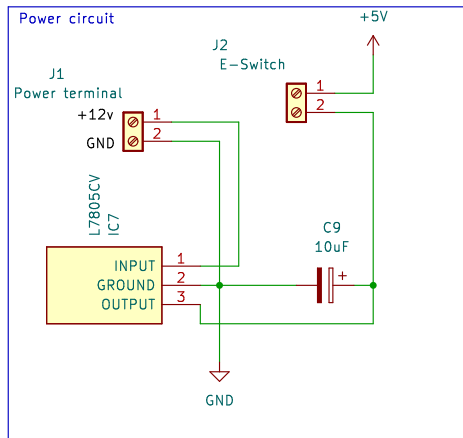 Power circuit
+5V
J2
E-Switch
1
2
J1
Power terminal
+12v
1
GND
2
L7805CV
IC7
C9
10uF
INPUT 1
GROUND 2
OUTPUT 3
+
GND